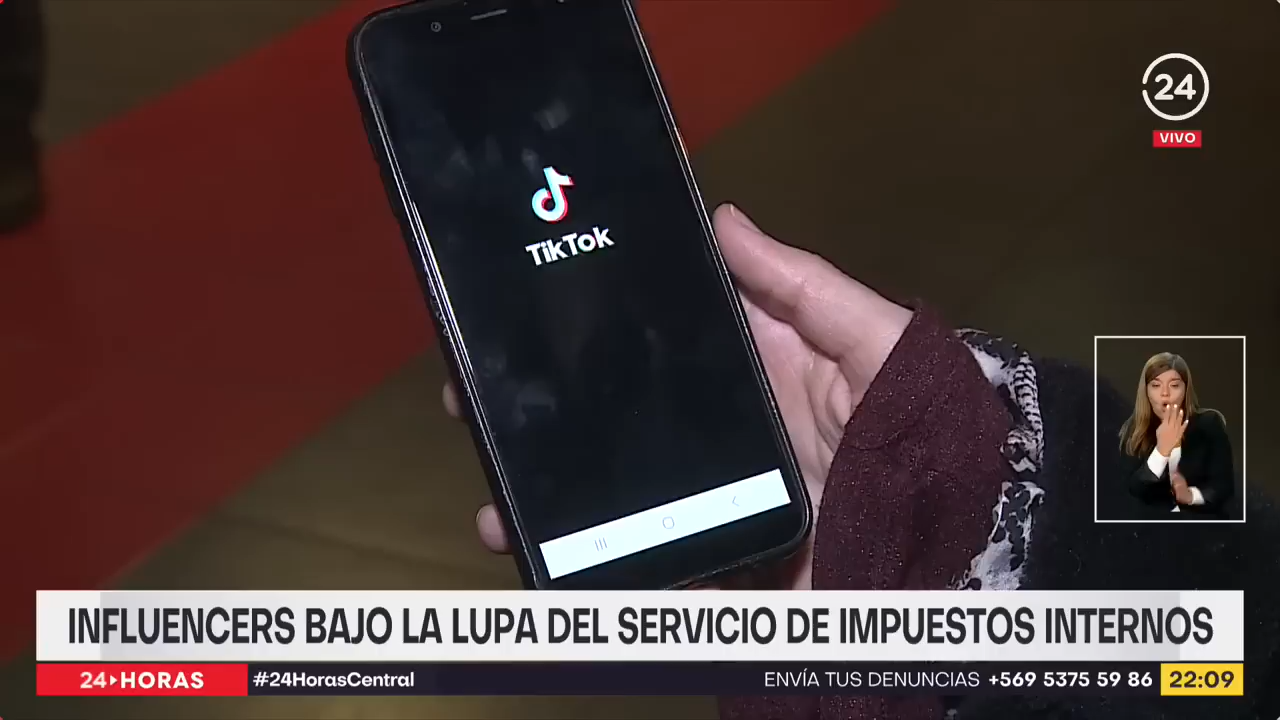 24
VIVO
TikTok
INFLUENCERS BAJO LA LUPA DEL SERVICIO DE IMPUESTOS INTERNOS
24 HORAS #24HorasCentral ENVÍA TUS DENUNCIAS +569 5375 59 86 22:09